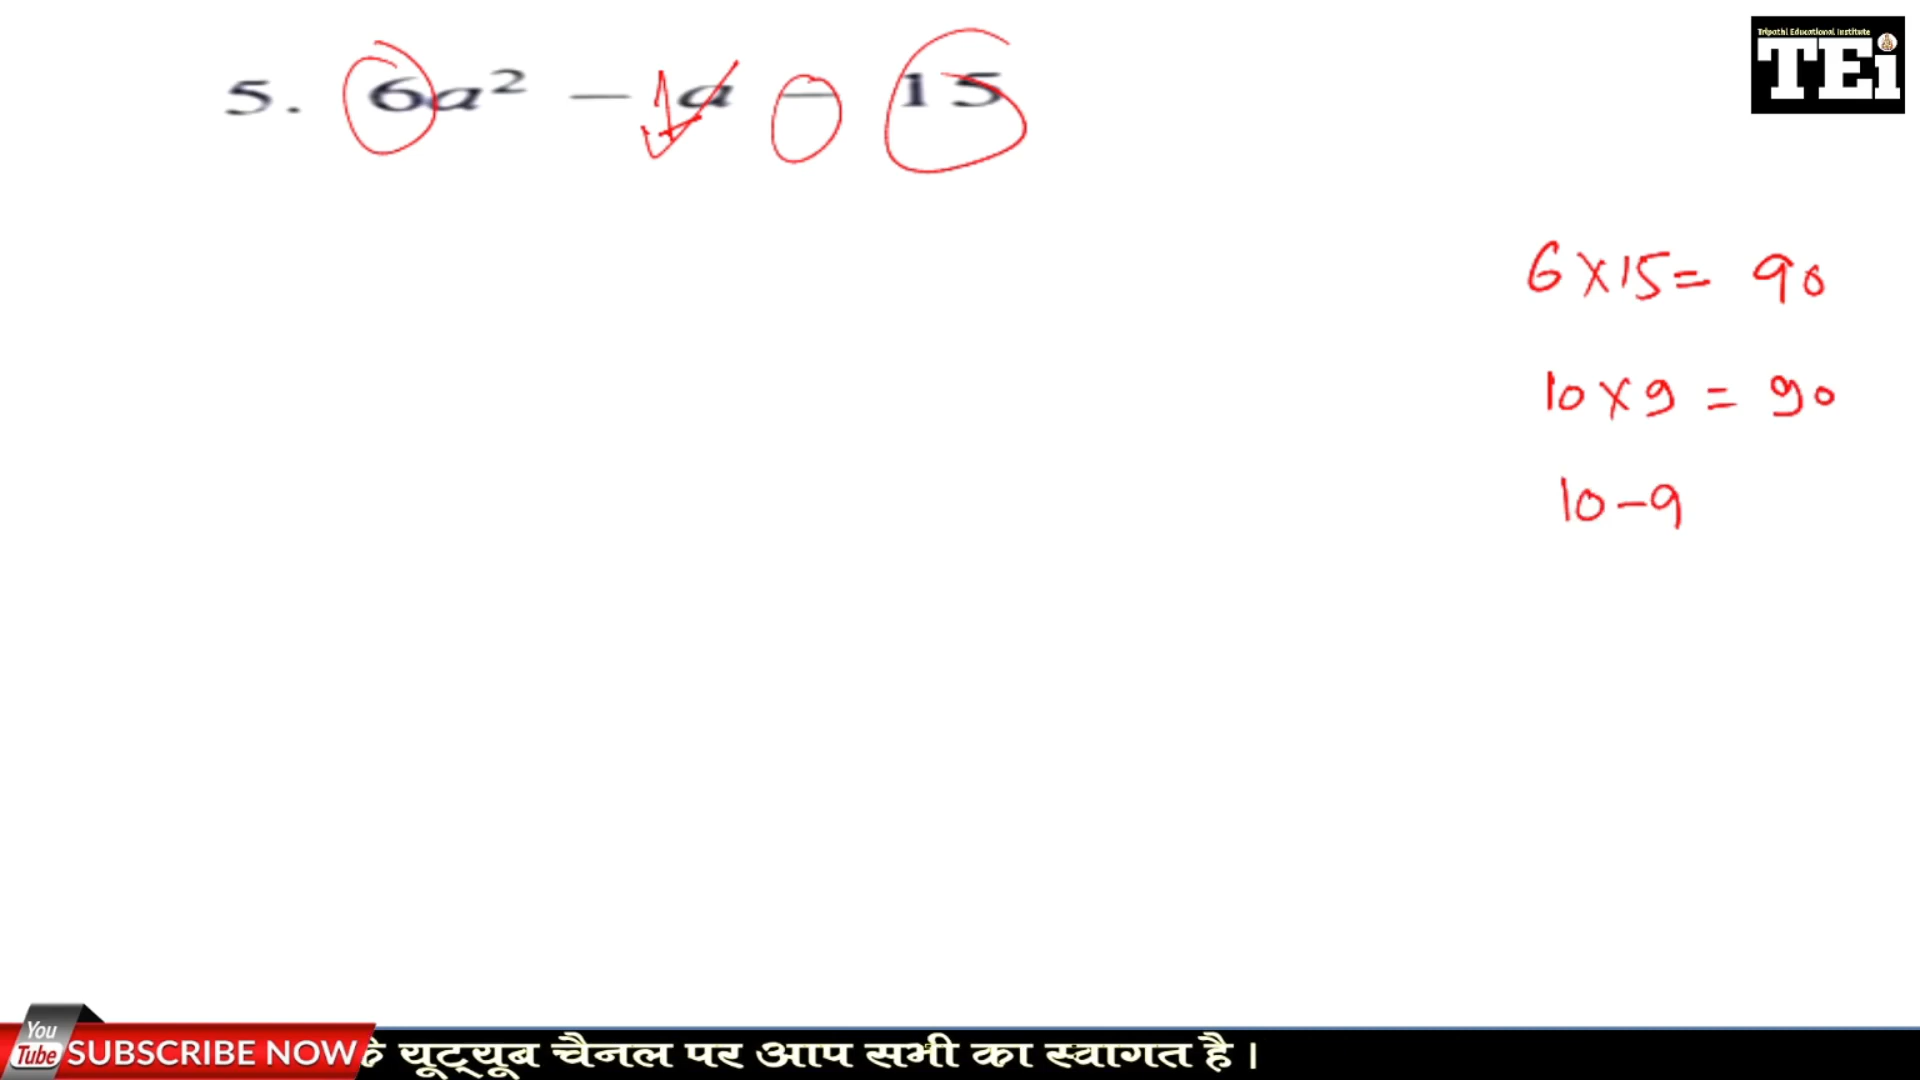 Tripathi Educational Institute
TEi
5. 6a² − 1a − 15
6×15= 90
10×9 = 90
10-9
You
Tube SUBSCRIBE NOW के यूट्यूब चैनल पर आप सभी का स्वागत है।